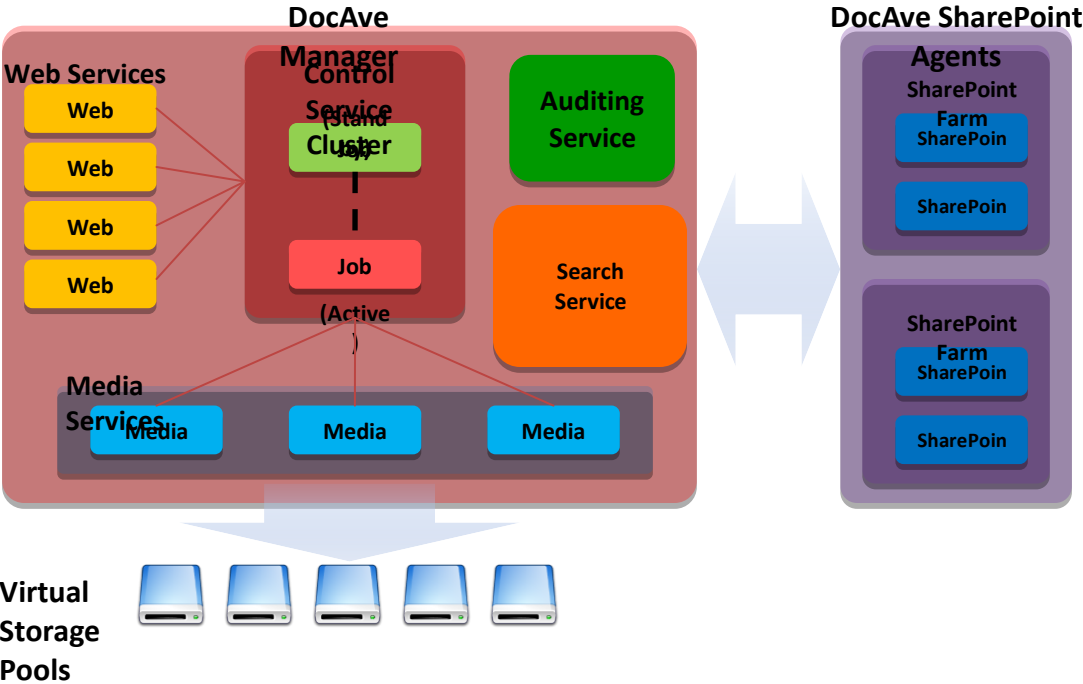 DocAve
Manager
Web Services
Web
Web
Web
Web
Control
Service
Cluster
(Stand
Job
(Active
)
Auditing
Service
Search
Service
Media
Services
Media
Media
Media
DocAve SharePoint
Agents
SharePoint
Farm
SharePoin
SharePoin
SharePoint
Farm
SharePoin
SharePoin
Virtual
Storage
Pools